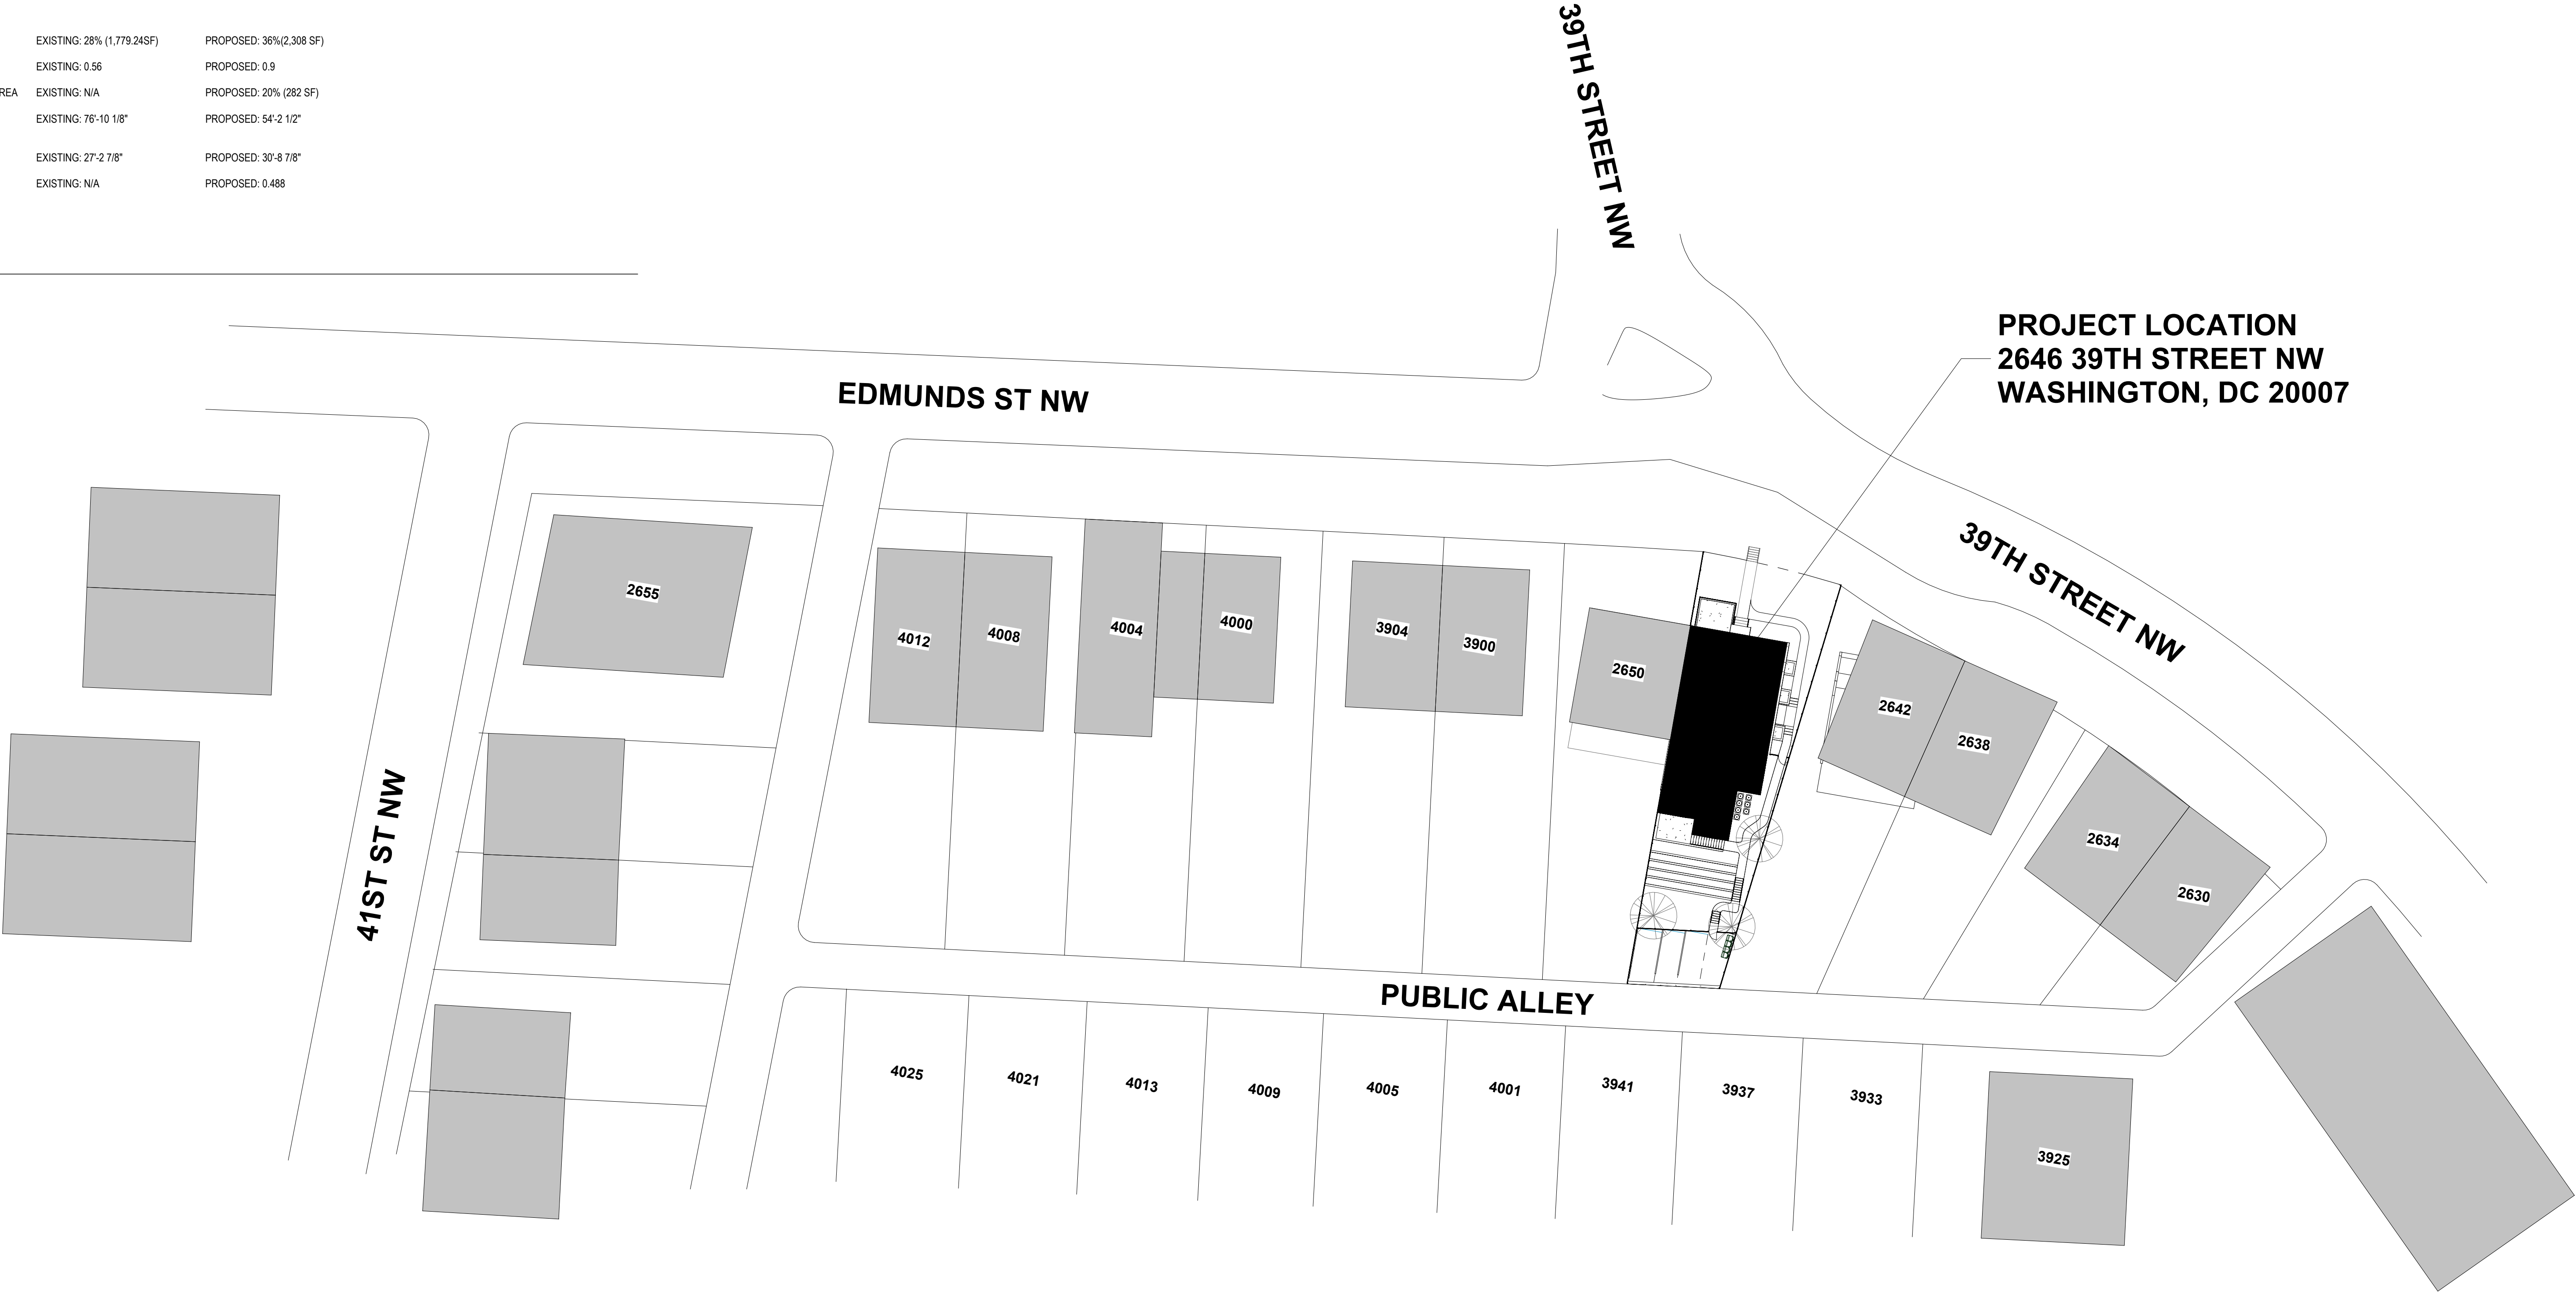 EXISTING: 28% (1,779.24SF) PROPOSED: 36%(2,308 SF)
EXISTING: 0.56 PROPOSED: 0.9
REA EXISTING: N/A PROPOSED: 20% (282 SF)
EXISTING: 76'-10 1/8" PROPOSED: 54'-2 1/2"
EXISTING: 27'-2 7/8" PROPOSED: 30'-8 7/8"
EXISTING: N/A PROPOSED: 0.488
39TH STREET NW
PROJECT LOCATION
2646 39TH STREET NW
WASHINGTON, DC 20007
EDMUNDS ST NW
39TH STREET NW
41ST ST NW
2655
4012
4008
4004
4000
3904
3900
2650
2642
2638
2634
2630
PUBLIC ALLEY
4025
4021
4013
4009
4005
4001
3941
3937
3933
3925